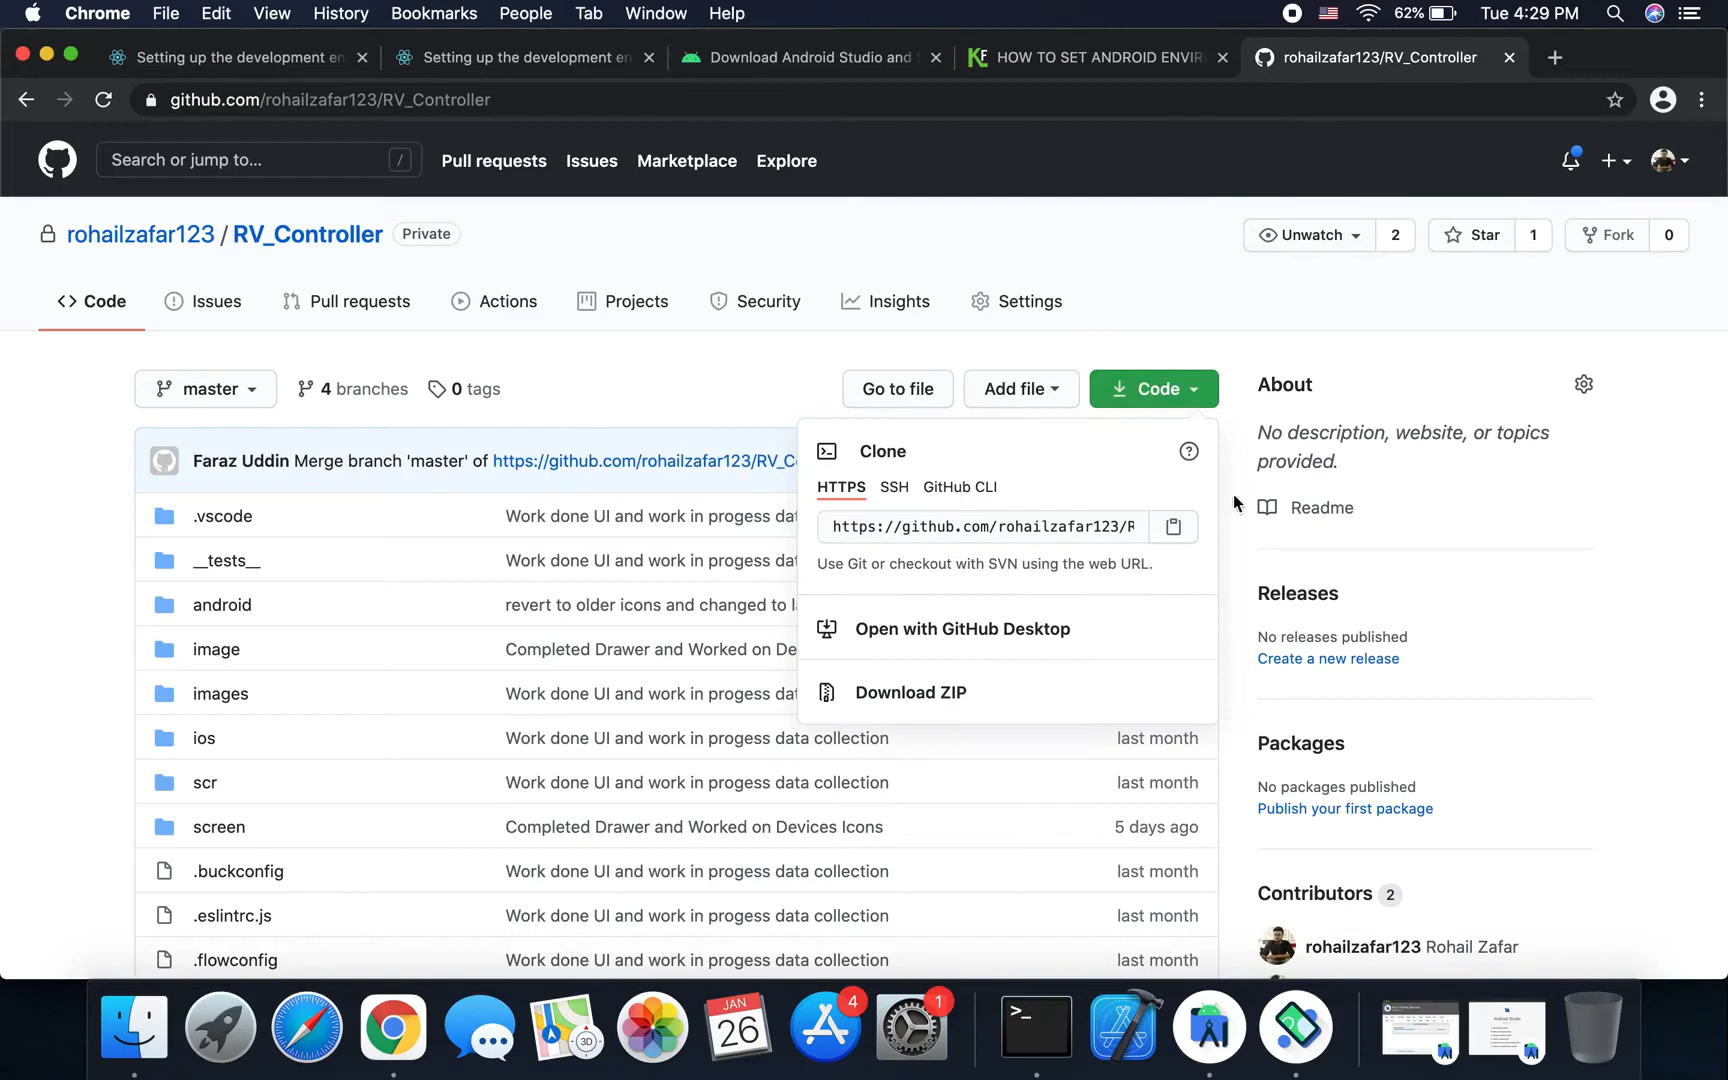 Chrome File Edit View History Bookmarks People Tab Window Help 62% Tue 4:29 PM
Setting up the development en Setting up the development en Download Android Studio and HOW TO SET ANDROID ENVIR rohailzafar123/RV_Controller
github.com/rohailzafar123/RV_Controller
Search or jump to... / Pull requests Issues Marketplace Explore
rohailzafar123 / RV_Controller Private Unwatch 2 Star 1 Fork 0
Code Issues Pull requests Actions Projects Security Insights Settings
master 4 branches 0 tags Go to file Add file Code
Faraz Uddin Merge branch 'master' of https://github.com/rohailzafar123/RV_C
.vscode Work done UI and work in progess dat
__tests__ Work done UI and work in progess dat
android revert to older icons and changed to l
image Completed Drawer and Worked on De
images Work done UI and work in progess dat
ios Work done UI and work in progess data collection last month
scr Work done UI and work in progess data collection last month
screen Completed Drawer and Worked on Devices Icons 5 days ago
.buckconfig Work done UI and work in progess data collection last month
.eslintrc.js Work done UI and work in progess data collection last month
.flowconfig Work done UI and work in progess data collection last month
Clone
HTTPS SSH GitHub CLI
https://github.com/rohailzafar123/R
Use Git or checkout with SVN using the web URL.
Open with GitHub Desktop
Download ZIP
About
No description, website, or topics
provided.
Readme
Releases
No releases published
Create a new release
Packages
No packages published
Publish your first package
Contributors 2
rohailzafar123 Rohail Zafar
3D
JAN
26
4
1
>_
Android Studio